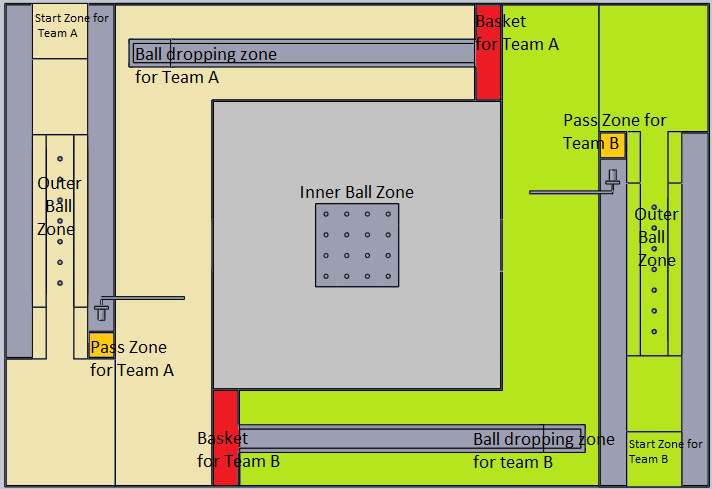 Start Zone for
Team A
Basket
for Team A
Ball dropping zone
for Team A
Pass Zone for
Team B
Outer
Ball
Zone
Inner Ball Zone
Outer
Ball
Zone
Pass Zone
for Team A
Basket
for Team B
Ball dropping zone
for team B
Start Zone for
Team B